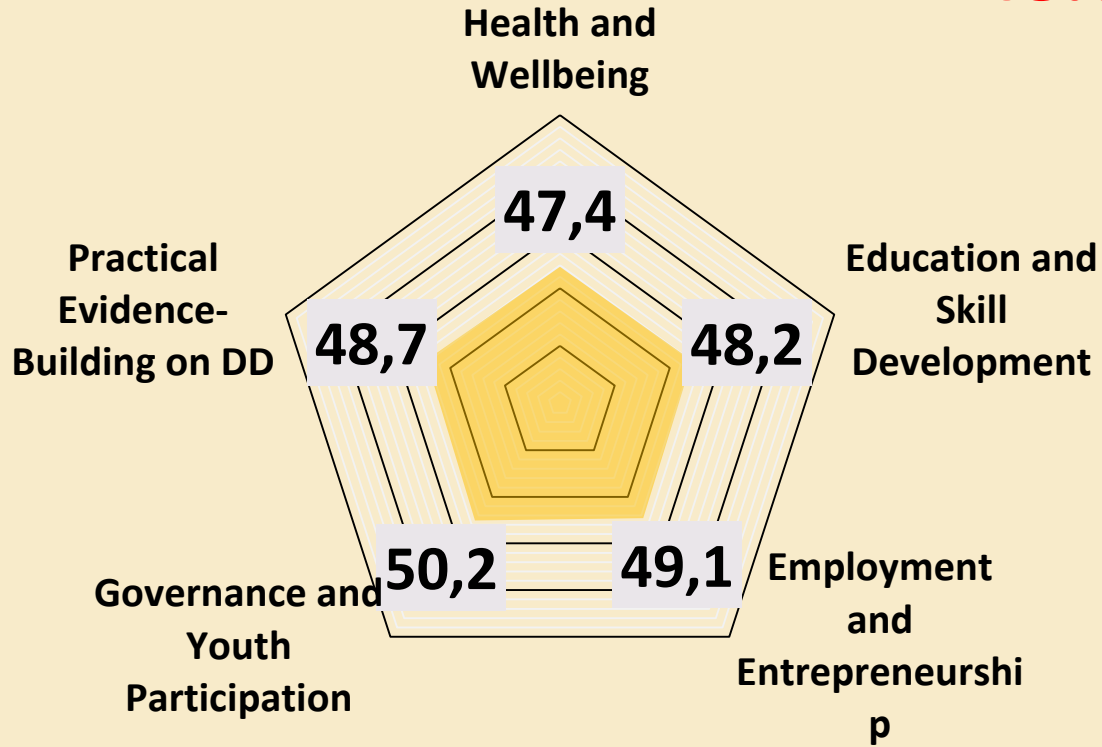 Health and
Wellbeing
47,4
Practical
Evidence-
Building on DD
48,7
48,2
Education and
Skill
Development
50,2
49,1
Governance and
Youth
Participation
Employment
and
Entrepreneurshi
p